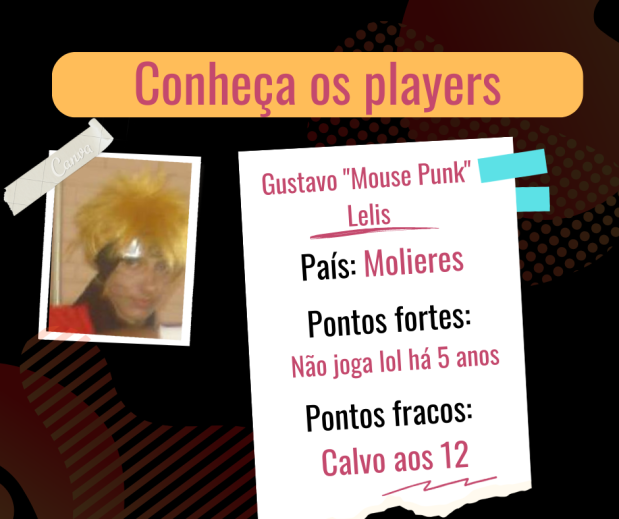 Conheça os players
Canva
Gustavo "Mouse Punk"
Lelis
País: Molieres
Pontos fortes:
Não joga lol há 5 anos
Pontos fracos:
Calvo aos 12